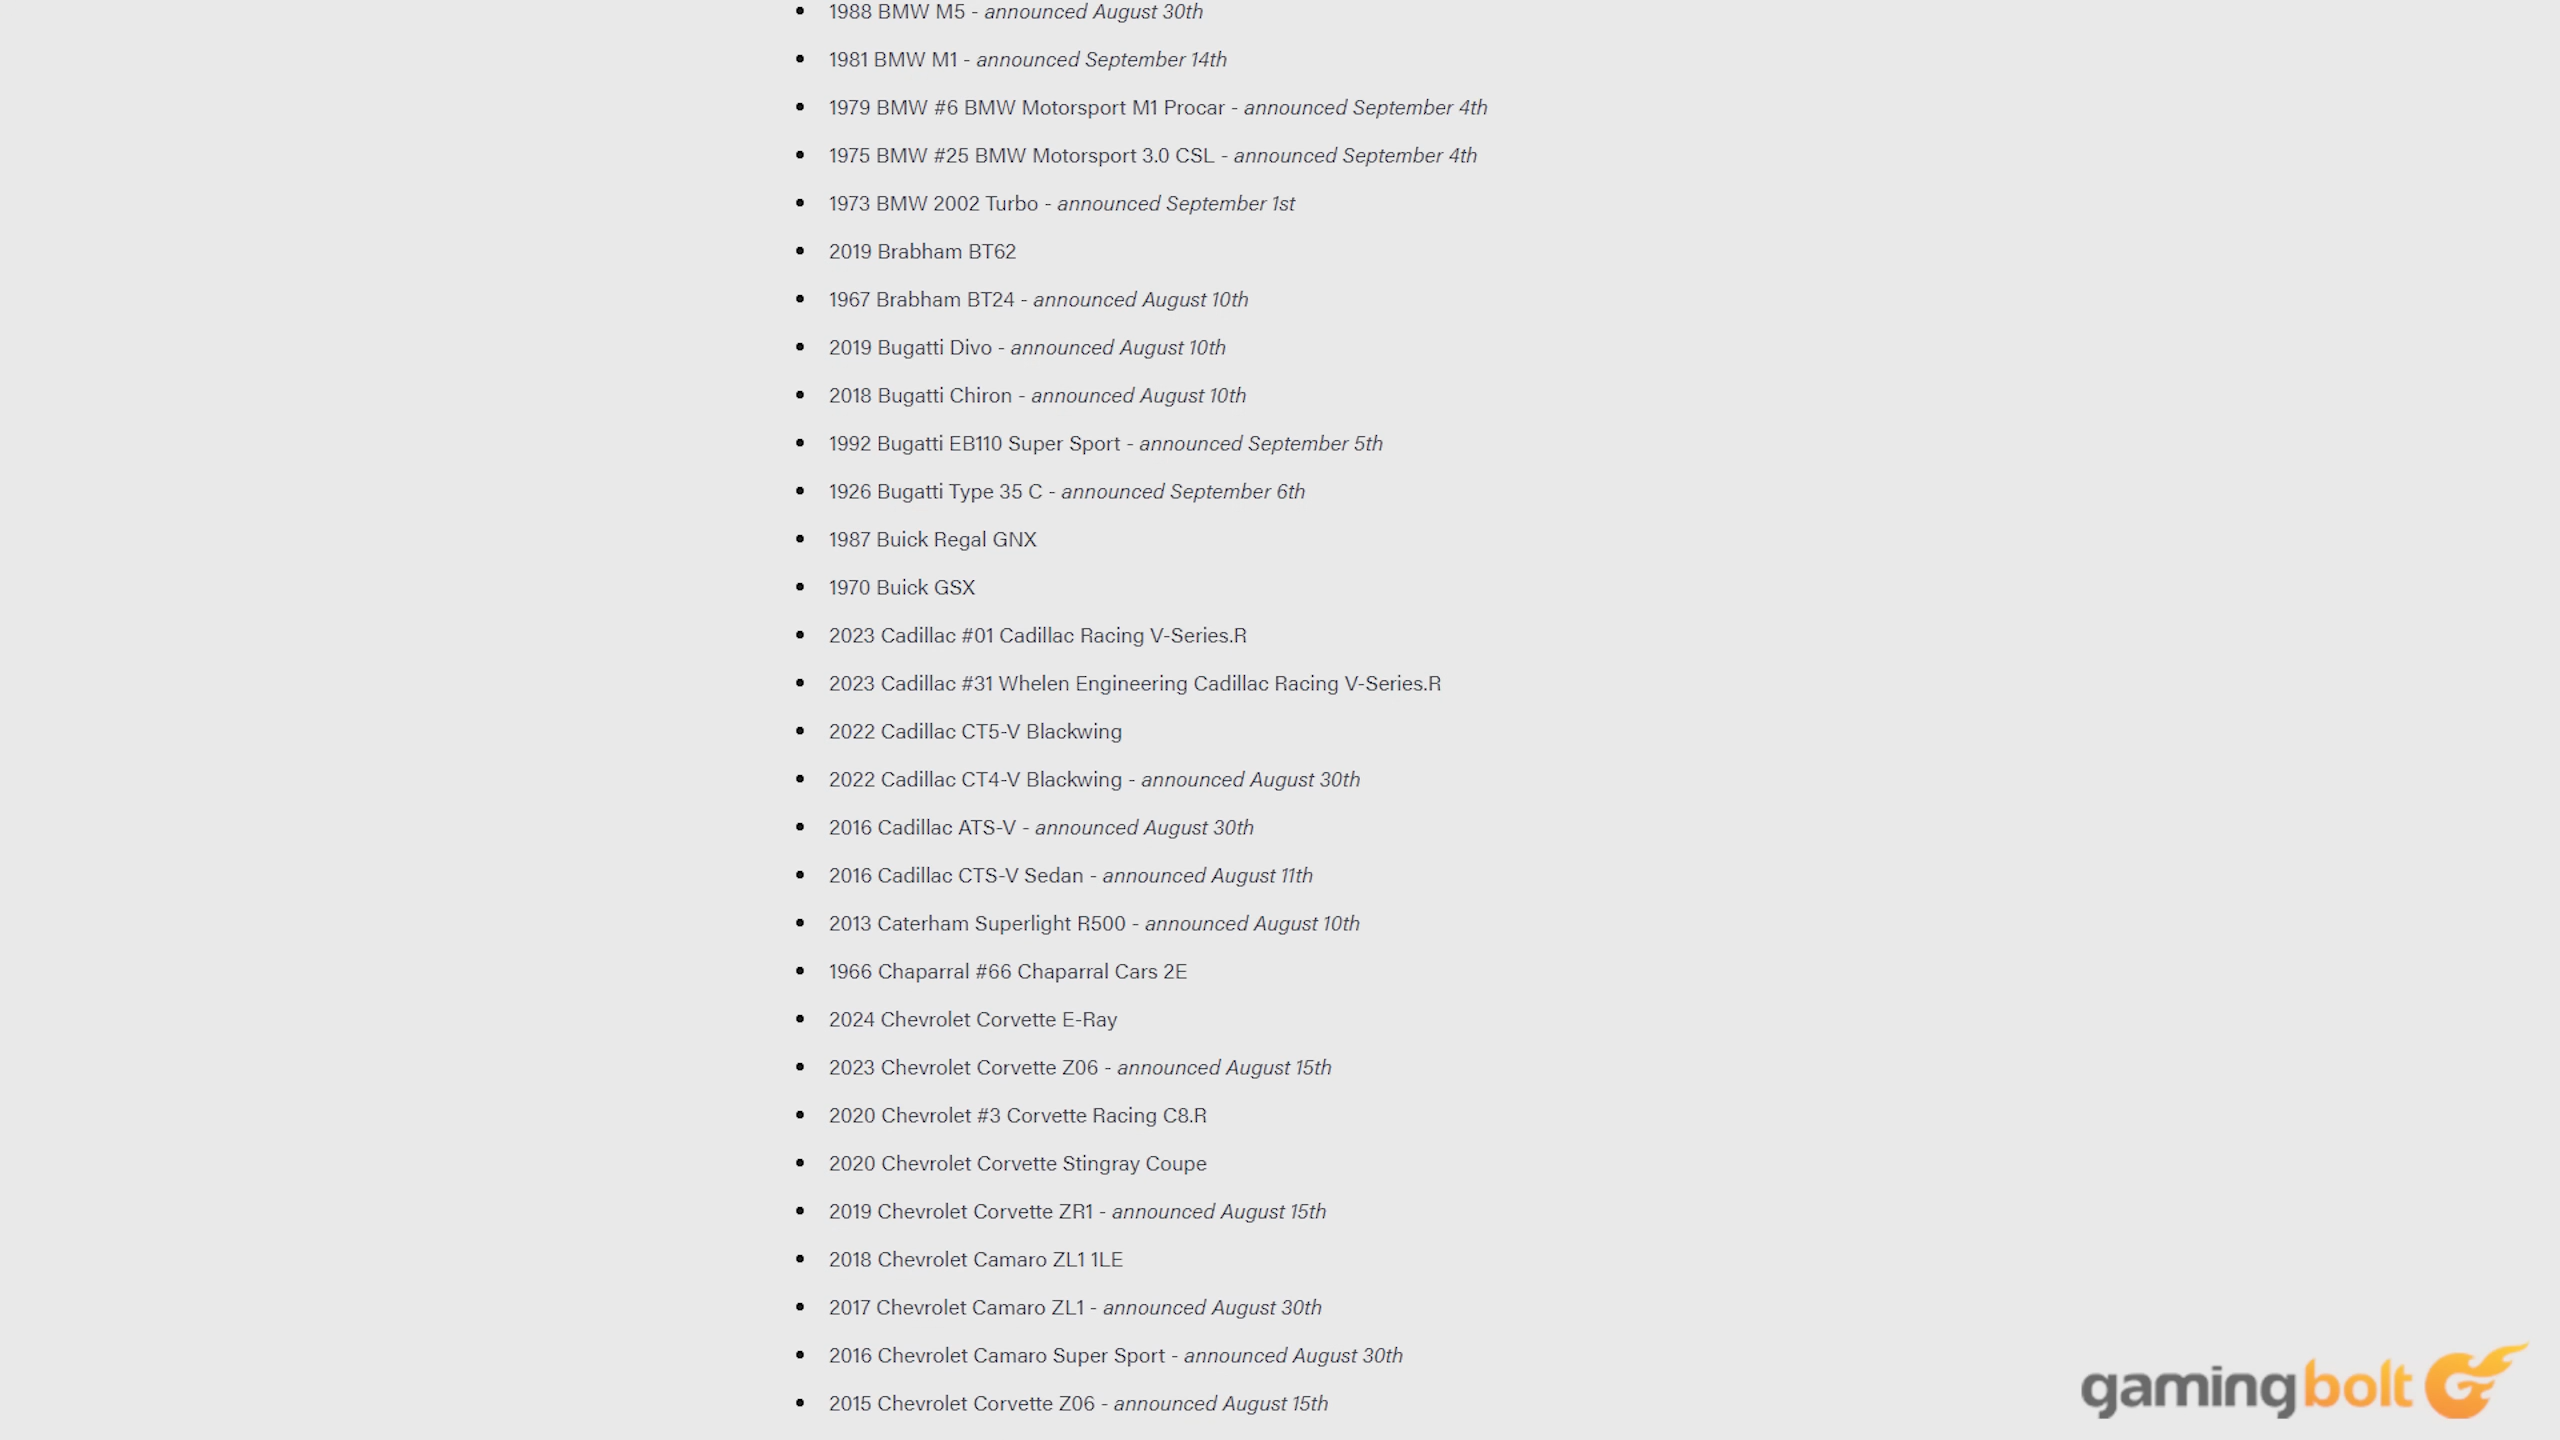 1988 BMW M5 - announced August 30th
1981 BMW M1 - announced September 14th
1979 BMW #6 BMW Motorsport M1 Procar - announced September 4th
1975 BMW #25 BMW Motorsport 3.0 CSL - announced September 4th
1973 BMW 2002 Turbo - announced September 1st
2019 Brabham BT62
1967 Brabham BT24 - announced August 10th
2019 Bugatti Divo - announced August 10th
2018 Bugatti Chiron - announced August 10th
1992 Bugatti EB110 Super Sport - announced September 5th
1926 Bugatti Type 35 C - announced September 6th
1987 Buick Regal GNX
1970 Buick GSX
2023 Cadillac #01 Cadillac Racing V-Series.R
2023 Cadillac #31 Whelen Engineering Cadillac Racing V-Series.R
2022 Cadillac CT5-V Blackwing
2022 Cadillac CT4-V Blackwing - announced August 30th
2016 Cadillac ATS-V - announced August 30th
2016 Cadillac CTS-V Sedan - announced August 11th
2013 Caterham Superlight R500 - announced August 10th
1966 Chaparral #66 Chaparral Cars 2E
2024 Chevrolet Corvette E-Ray
2023 Chevrolet Corvette Z06 - announced August 15th
2020 Chevrolet #3 Corvette Racing C8.R
2020 Chevrolet Corvette Stingray Coupe
2019 Chevrolet Corvette ZR1 - announced August 15th
2018 Chevrolet Camaro ZL1 1LE
2017 Chevrolet Camaro ZL1 - announced August 30th
2016 Chevrolet Camaro Super Sport - announced August 30th
2015 Chevrolet Corvette Z06 - announced August 15th
gamingbolt